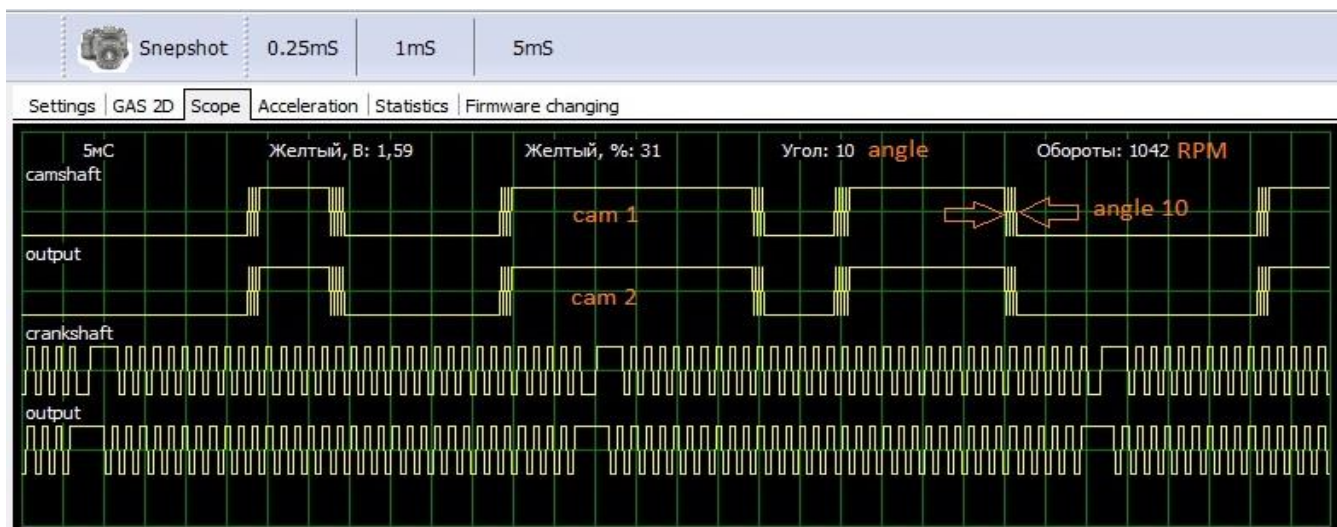 Snepshot 0.25mS 1mS 5mS
Settings GAS 2D Scope Acceleration Statistics Firmware changing
5мС Желтый, В: 1,59 Желтый, %: 31 Угол: 10 angle Обороты: 1042 RPM
camshaft
cam 1 angle 10
output
cam 2
crankshaft
output